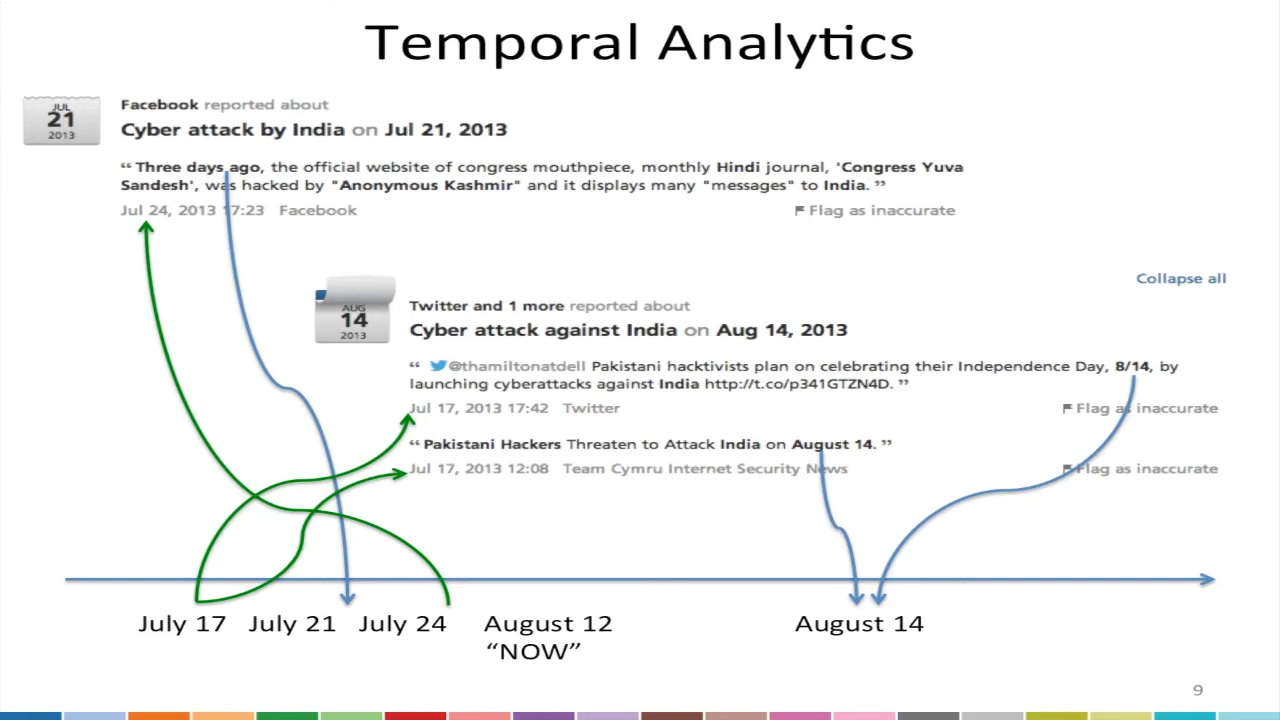 Temporal Analytics
JUL
21
2013
Facebook reported about
Cyber attack by India on Jul 21, 2013
“ Three days ago, the official website of congress mouthpiece, monthly Hindi journal, 'Congress Yuva
Sandesh', was hacked by "Anonymous Kashmir" and it displays many "messages" to India. ”
Jul 24, 2013 17:23 Facebook
Flag as inaccurate
Collapse all
AUG
14
2013
Twitter and 1 more reported about
Cyber attack against India on Aug 14, 2013
“ @thamiltonatdell Pakistani hacktivists plan on celebrating their Independence Day, 8/14, by
launching cyberattacks against India http://t.co/p341GTZN4D. ”
Jul 17, 2013 17:42 Twitter
Flag as inaccurate
“ Pakistani Hackers Threaten to Attack India on August 14. ”
Jul 17, 2013 12:08 Team Cymru Internet Security News
Flag as inaccurate
July 17 July 21 July 24 August 12 August 14
“NOW”
9